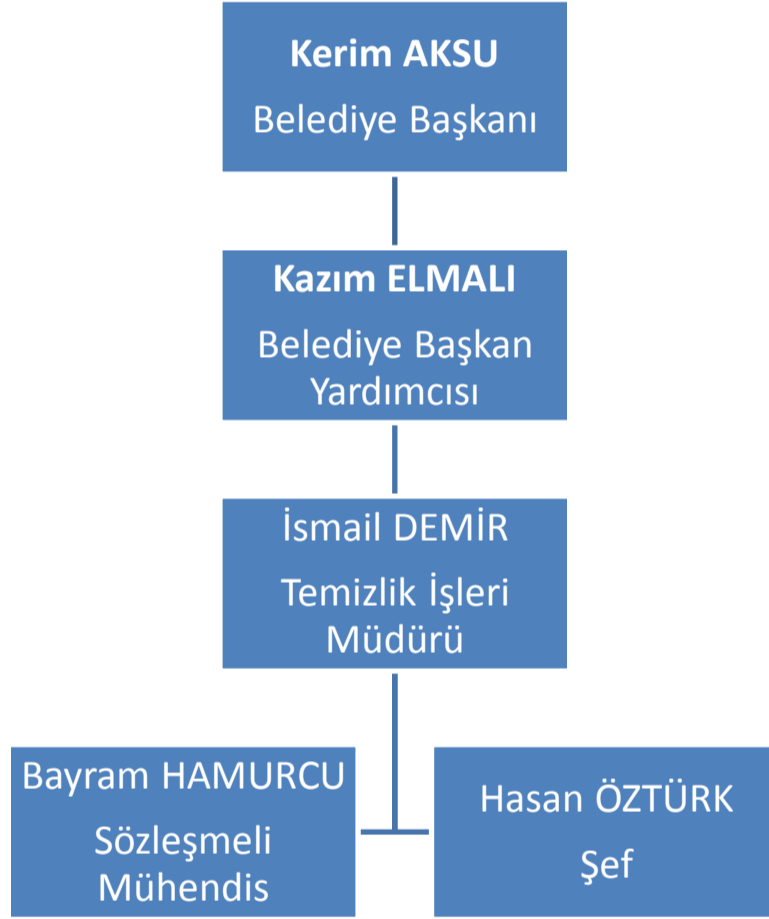 Kerim AKSU
Belediye Başkanı
Kazım ELMALI
Belediye Başkan
Yardımcısı
İsmail DEMİR
Temizlik İşleri
Müdürü
Bayram HAMURCU
Sözleşmeli
Mühendis
Hasan ÖZTÜRK
Şef